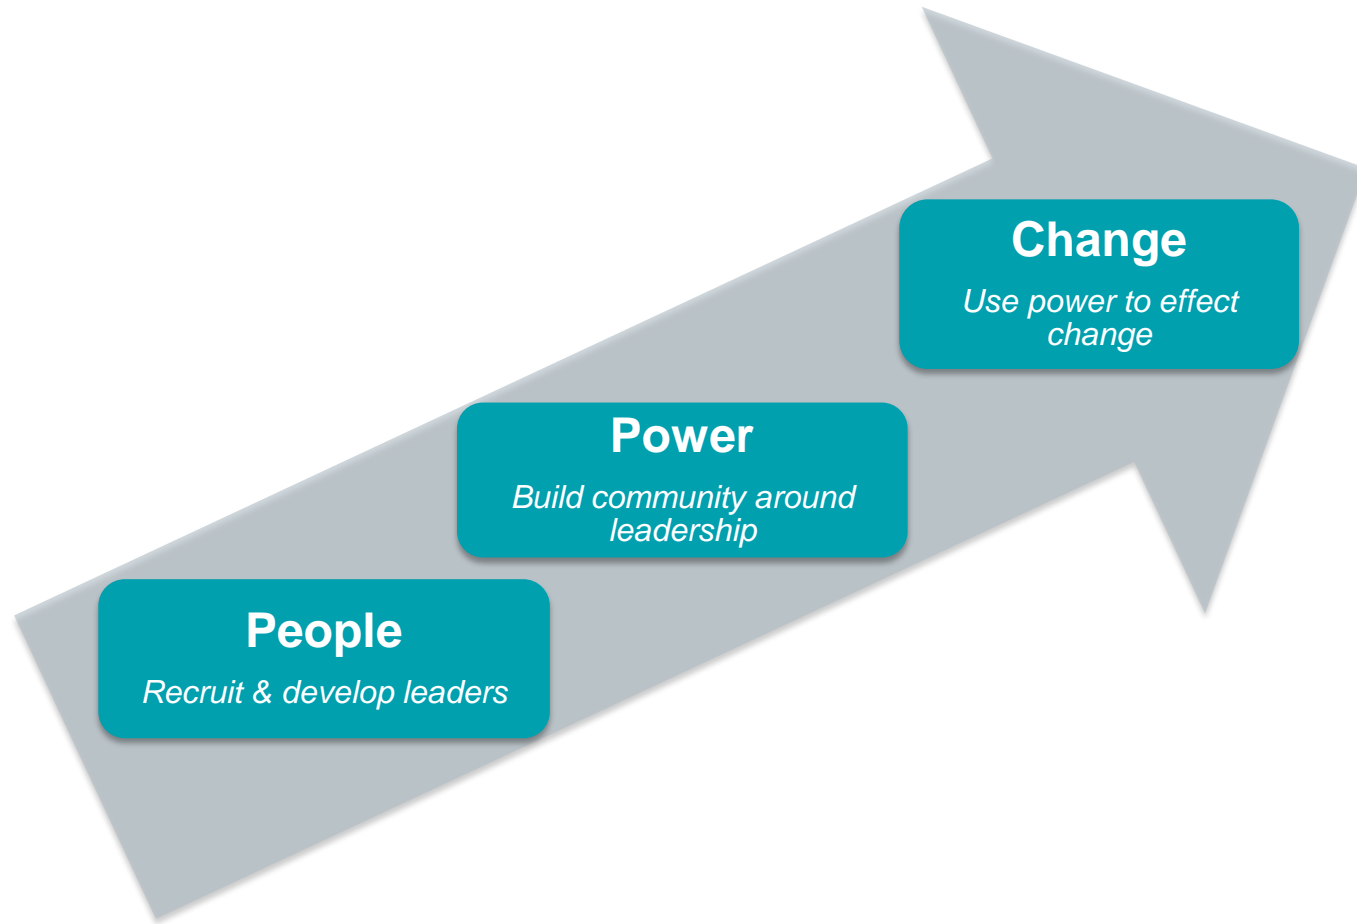 Change
Use power to effect
change
Power
Build community around
leadership
People
Recruit & develop leaders